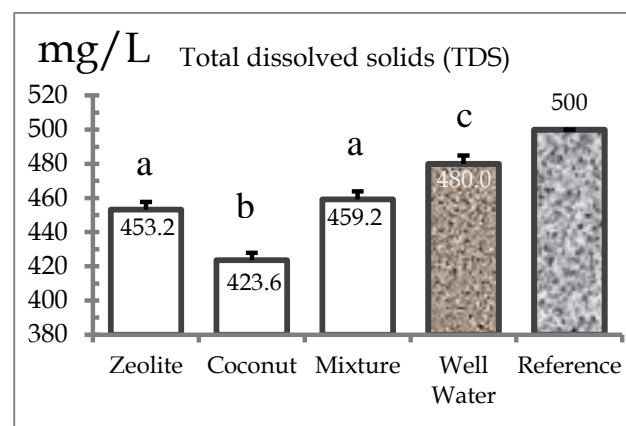 mg/L Total dissolved solids (TDS)
520
500
480
460
440
420
400
380
a
b
a
c
500
453.2
423.6
459.2
480.0
Zeolite
Coconut
Mixture
Well
Water
Reference